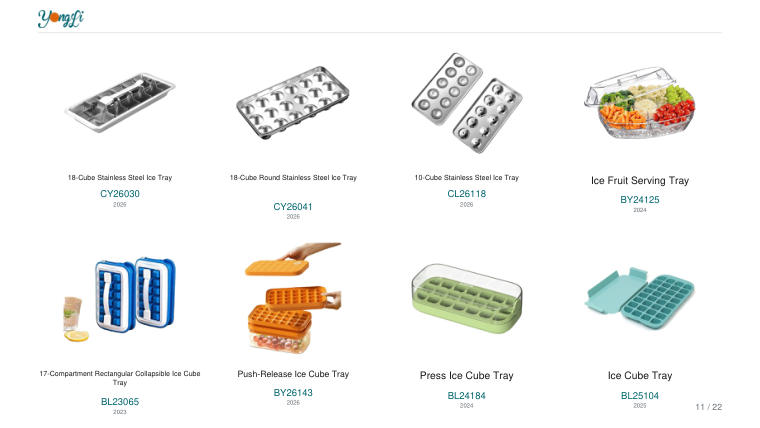 YongLi
18-Cube Stainless Steel Ice Tray
CY26030
2026
18-Cube Round Stainless Steel Ice Tray
CY26041
2026
10-Cube Stainless Steel Ice Tray
CL26118
2026
Ice Fruit Serving Tray
BY24125
2024
17-Compartment Rectangular Collapsible Ice Cube
Tray
BL23065
2023
Push-Release Ice Cube Tray
BY26143
2026
Press Ice Cube Tray
BL24184
2024
Ice Cube Tray
BL25104
2025
11 / 22